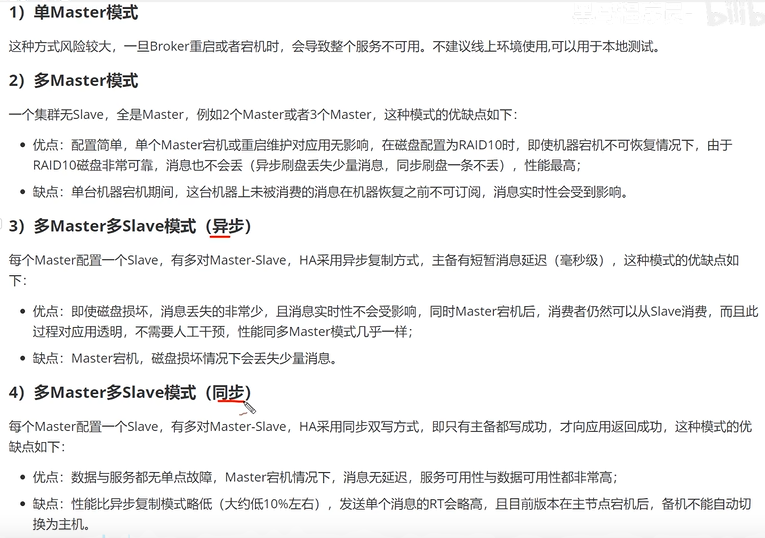 1）单Master模式
这种方式风险较大，一旦Broker重启或者宕机时，会导致整个服务不可用。不建议线上环境使用,可以用于本地测试。
2）多Master模式
一个集群无Slave，全是Master，例如2个Master或者3个Master，这种模式的优缺点如下：
优点：配置简单，单个Master宕机或重启维护对应用无影响，在磁盘配置为RAID10时，即使机器宕机不可恢复情况下，由于
RAID10磁盘非常可靠，消息也不会丢（异步刷盘丢失少量消息，同步刷盘一条不丢），性能最高；
缺点：单台机器宕机期间，这台机器上未被消费的消息在机器恢复之前不可订阅，消息实时性会受到影响。
3）多Master多Slave模式（异步）
每个Master配置一个Slave，有多对Master-Slave，HA采用异步复制方式，主备有短暂消息延迟（毫秒级），这种模式的优缺点如
下：
优点：即使磁盘损坏，消息丢失的非常少，且消息实时性不会受影响，同时Master宕机后，消费者仍然可以从Slave消费，而且此
过程对应用透明，不需要人工干预，性能同多Master模式几乎一样；
缺点：Master宕机，磁盘损坏情况下会丢失少量消息。
4）多Master多Slave模式（同步）
每个Master配置一个Slave，有多对Master-Slave，HA采用同步双写方式，即只有主备都写成功，才向应用返回成功，这种模式的优
缺点如下：
优点：数据与服务都无单点故障，Master宕机情况下，消息无延迟，服务可用性与数据可用性都非常高；
缺点：性能比异步复制模式略低（大约低10%左右），发送单个消息的RT会略高，且目前版本在主节点宕机后，备机不能自动切
换为主机。